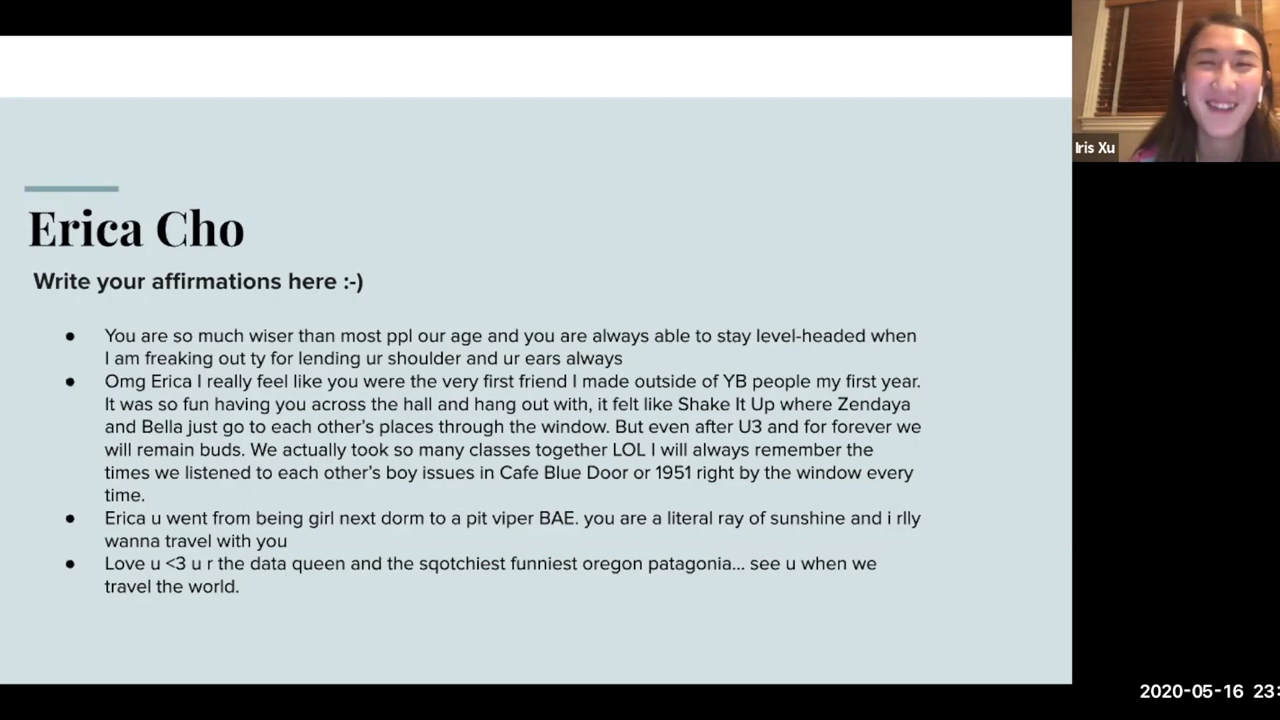 Erica Cho
Write your affirmations here :-)
● You are so much wiser than most ppl our age and you are always able to stay level-headed when
I am freaking out ty for lending ur shoulder and ur ears always
● Omg Erica I really feel like you were the very first friend I made outside of YB people my first year.
It was so fun having you across the hall and hang out with, it felt like Shake It Up where Zendaya
and Bella just go to each other's places through the window. But even after U3 and for forever we
will remain buds. We actually took so many classes together LOL I will always remember the
times we listened to each other's boy issues in Cafe Blue Door or 1951 right by the window every
time.
● Erica u went from being girl next dorm to a pit viper BAE. you are a literal ray of sunshine and i rlly
wanna travel with you
● Love u <3 u r the data queen and the sqotchiest funniest oregon patagonia... see u when we
travel the world.
Iris Xu
2020-05-16 23: